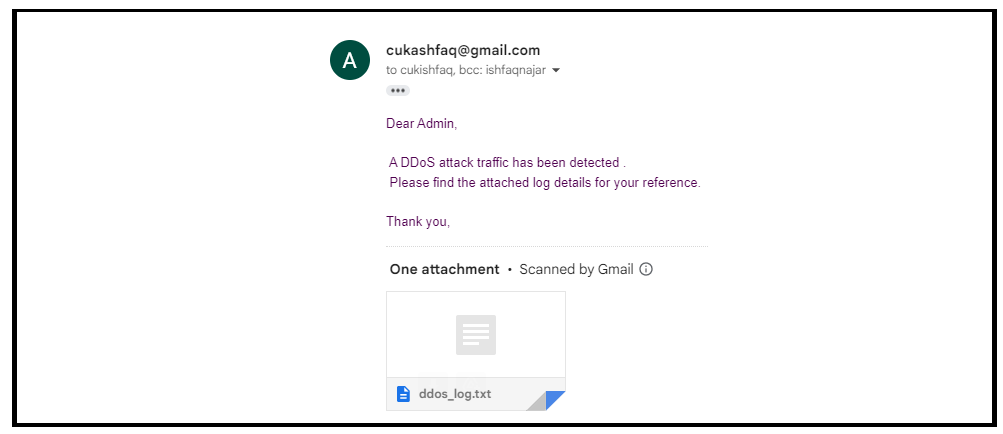 A
cukashfaq@gmail.com
to cukishfaq, bcc: ishfaqnajar
Dear Admin,
A DDoS attack traffic has been detected .
Please find the attached log details for your reference.
Thank you,
One attachment • Scanned by Gmail
ddos_log.txt